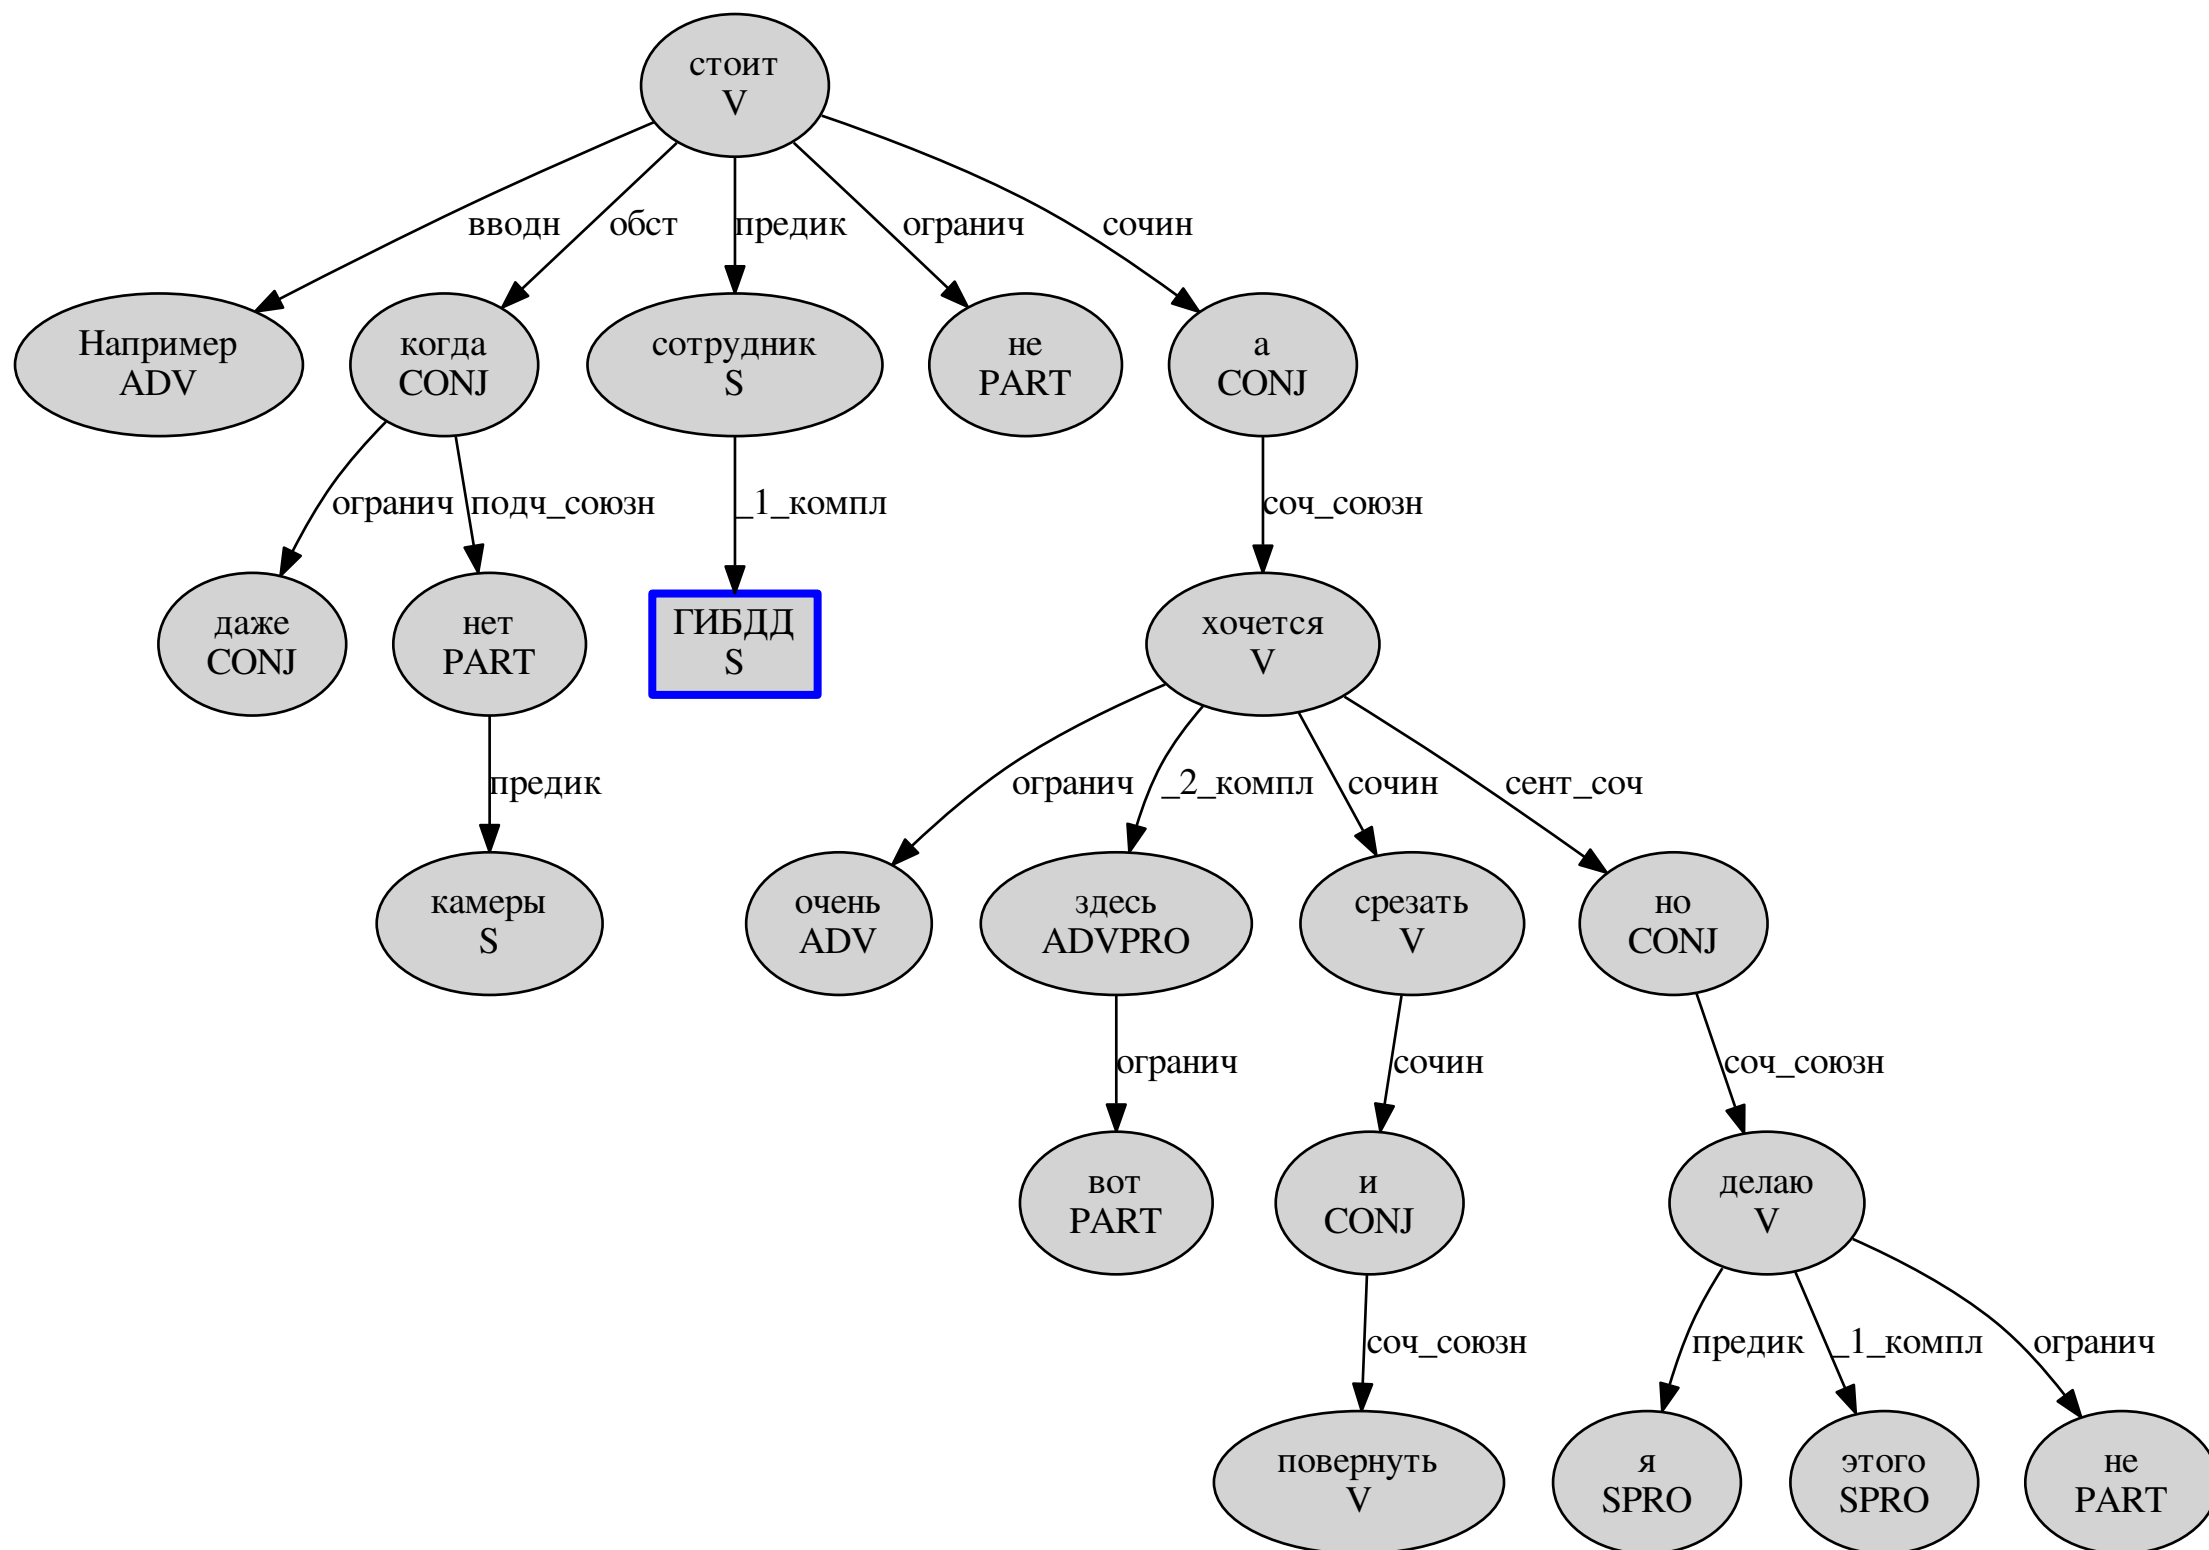 стоит
V
вводн
обст
предик
огранич
сочин
Например
ADV
когда
CONJ
сотрудник
S
не
PART
а
CONJ
огранич
подч_союзн
_1_компл
соч_союзн
даже
CONJ
нет
PART
ГИБДД
S
хочется
V
предик
огранич
_2_компл
сочин
сент_соч
камеры
S
очень
ADV
здесь
ADVPRO
срезать
V
но
CONJ
огранич
сочин
соч_союзн
вот
PART
и
CONJ
делаю
V
соч_союзн
предик
_1_компл
огранич
повернуть
V
я
SPRO
этого
SPRO
не
PART